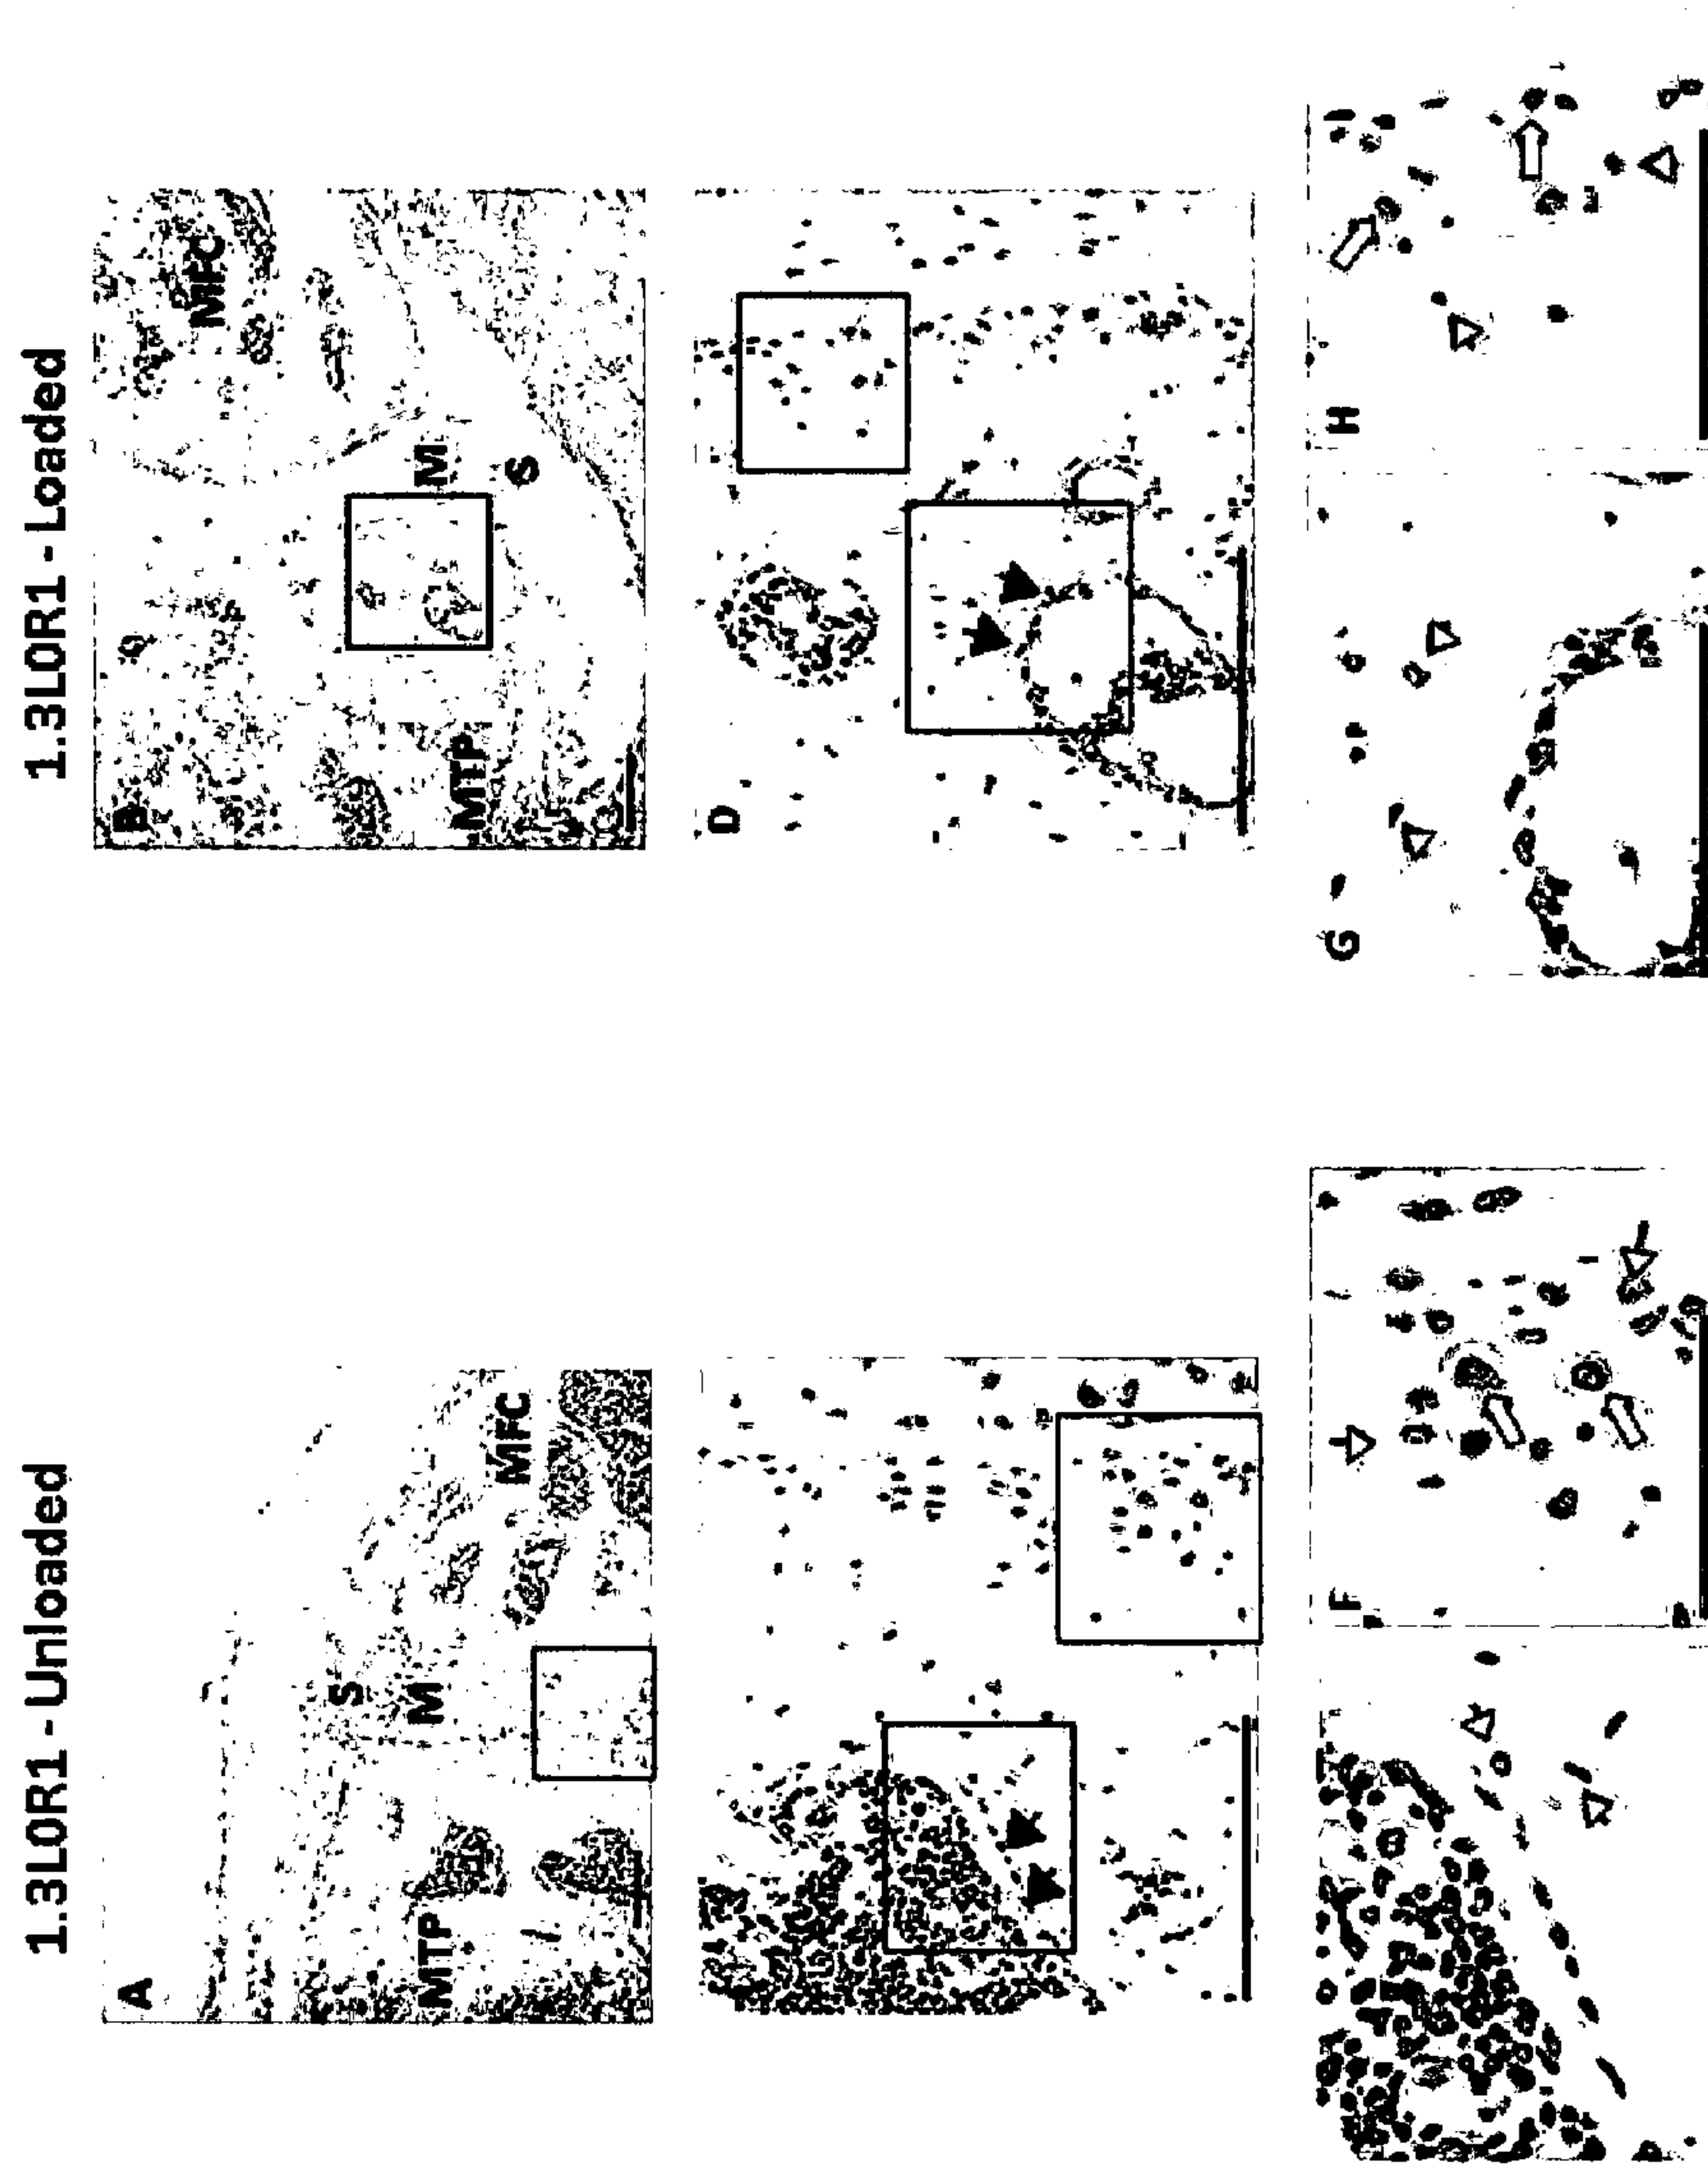 1.3L0R1 - Unloaded
1.3L0R1 - Loaded
A
MTP
M
S
MFC
B
MTP
M
S
MFC
D
F
G
H